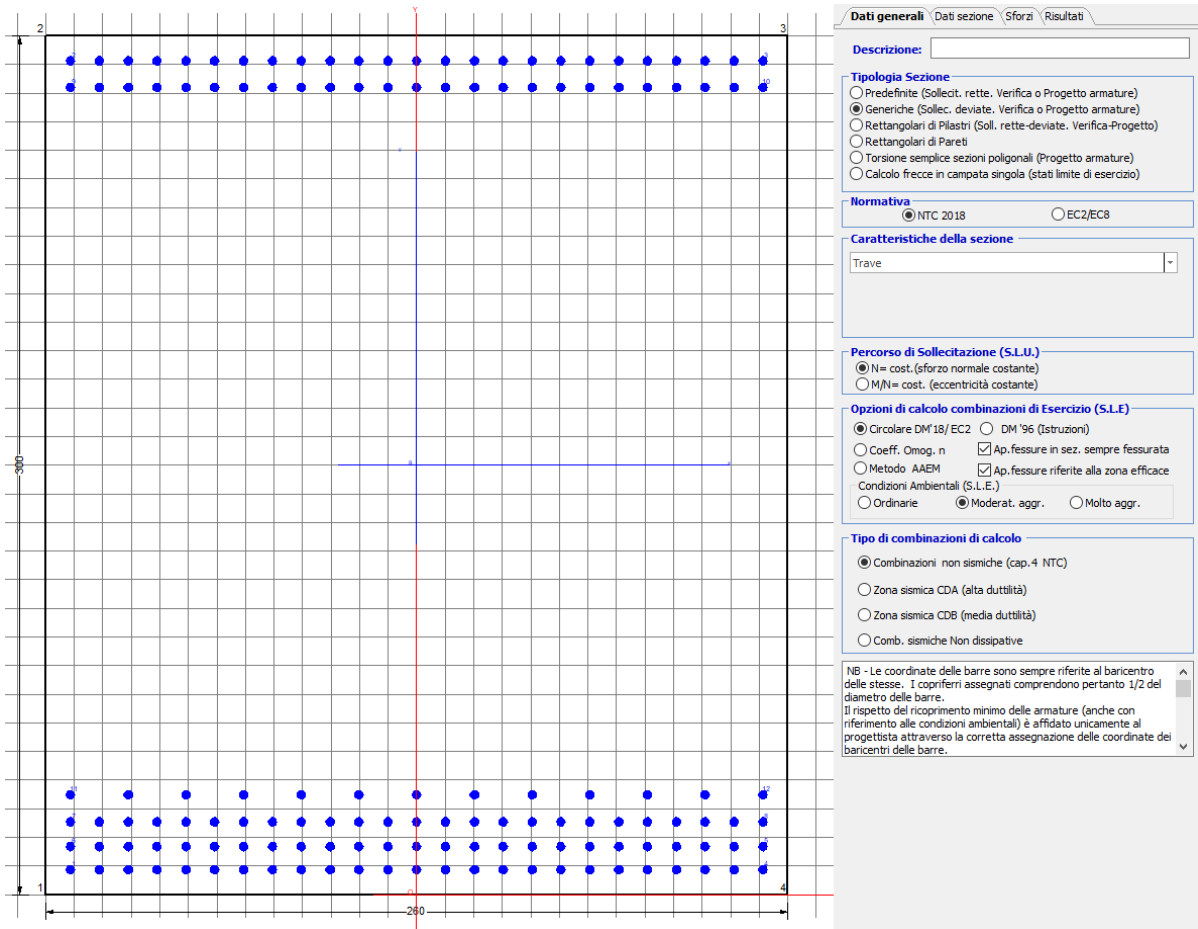 Y
2
3
10
12
300
1
4
260
Dati generali Dati sezione Sforzi Risultati
Descrizione:
Tipologia Sezione
Predefinite (Sollecit. rette. Verifica o Progetto armature)
Generiche (Sollec. deviate. Verifica o Progetto armature)
Rettangolari di Pilastri (Soll. rette-deviate. Verifica-Progetto)
Rettangolari di Pareti
Torsione semplice sezioni poligonali (Progetto armature)
Calcolo frecce in campata singola (stati limite di esercizio)
Normativa
NTC 2018 EC2/EC8
Caratteristiche della sezione
Trave
Percorso di Sollecitazione (S.L.U.)
N= cost.(sforzo normale costante)
M/N= cost. (eccentricità costante)
Opzioni di calcolo combinazioni di Esercizio (S.L.E)
Circolare DM'18/ EC2 DM '96 (Istruzioni)
Coeff. Omog. n Ap.fessure in sez. sempre fessurata
Metodo AAEM Ap.fessure riferite alla zona efficace
Condizioni Ambientali (S.L.E.)
Ordinarie Moderat. aggr. Molto aggr.
Tipo di combinazioni di calcolo
Combinazioni non sismiche (cap.4 NTC)
Zona sismica CDA (alta duttilità)
Zona sismica CDB (media duttilità)
Comb. sismiche Non dissipative
NB - Le coordinate delle barre sono sempre riferite al baricentro
delle stesse. I copriferri assegnati comprendono pertanto 1/2 del
diametro delle barre.
Il rispetto del ricoprimento minimo delle armature (anche con
riferimento alle condizioni ambientali) è affidato unicamente al
progettista attraverso la corretta assegnazione delle coordinate dei
baricentri delle barre.